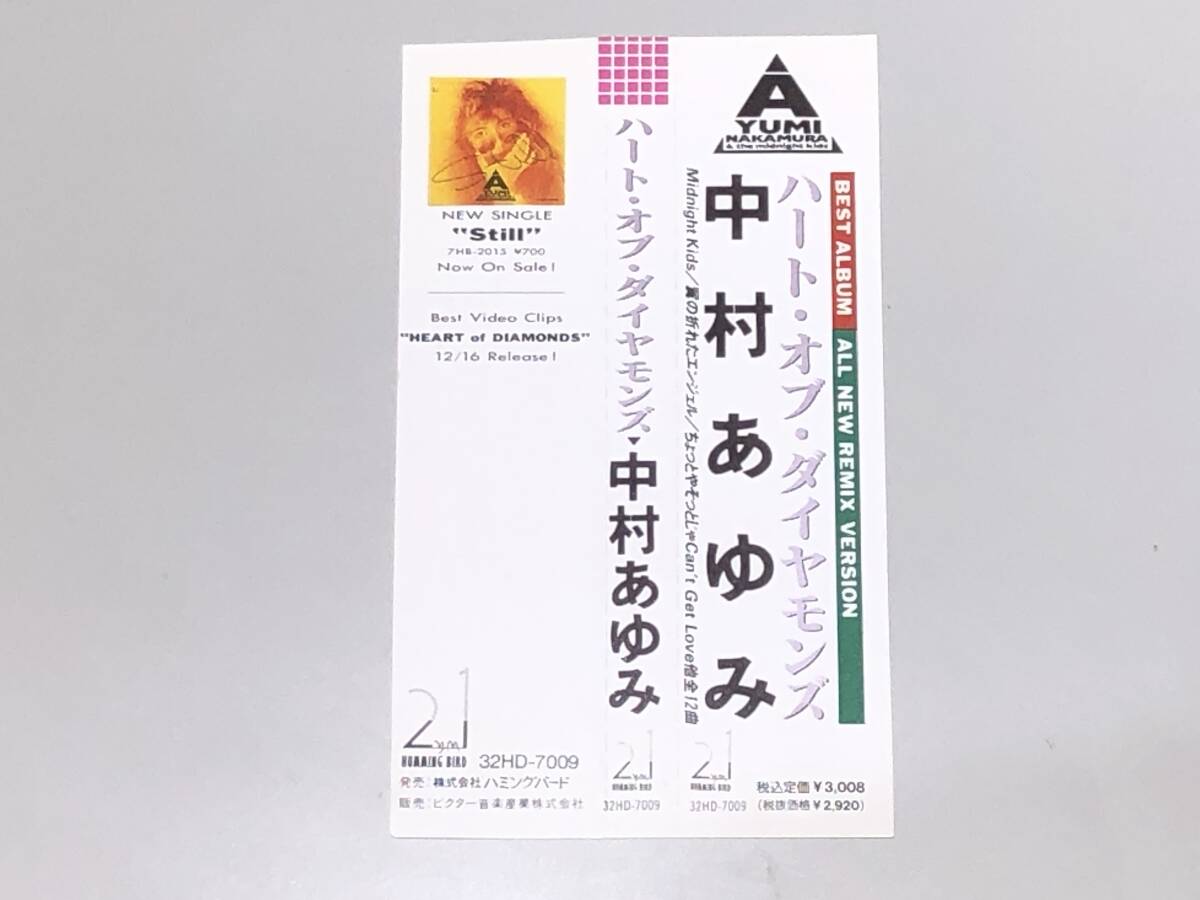 A
YUMI
NAKAMURA
& the midnight kids
BEST ALBUM ALL NEW REMIX VERSION
ハート・オブ・ダイヤモンズ
中村あゆみ
Midnight Kids／翼の折れたエンジェル／ちょっとやそっとじゃCan't Get Love他全12曲
21
HUMMING BIRD
32HD-7009
税込定価¥3,008
(税抜価格¥2,920)
ハート・オブ・ダイヤモンズ▼中村あゆみ
21
HUMMING BIRD
32HD-7009
A
YUMI
NEW SINGLE
"Still"
7HB-2015 ¥700
Now On Sale!
Best Video Clips
"HEART of DIAMONDS"
12/16 Release!
21
HUMMING BIRD 32HD-7009
発売：株式会社ハミングバード
販売：ビクター音楽産業株式会社